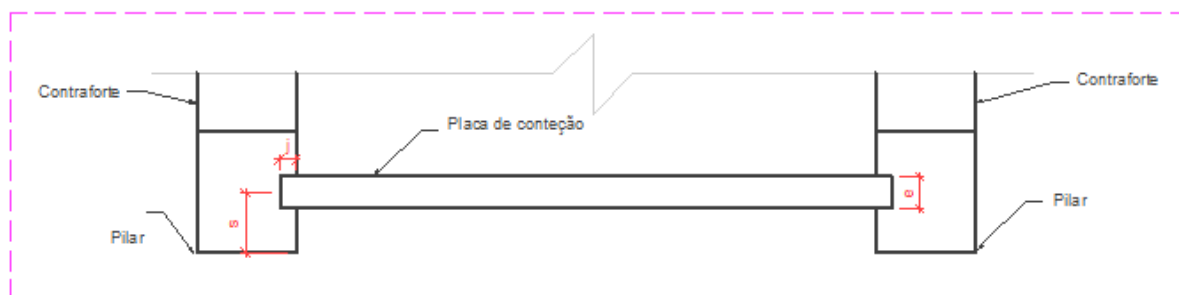 Contraforte
Contraforte
Placa de conteção
j
s
e
Pilar
Pilar